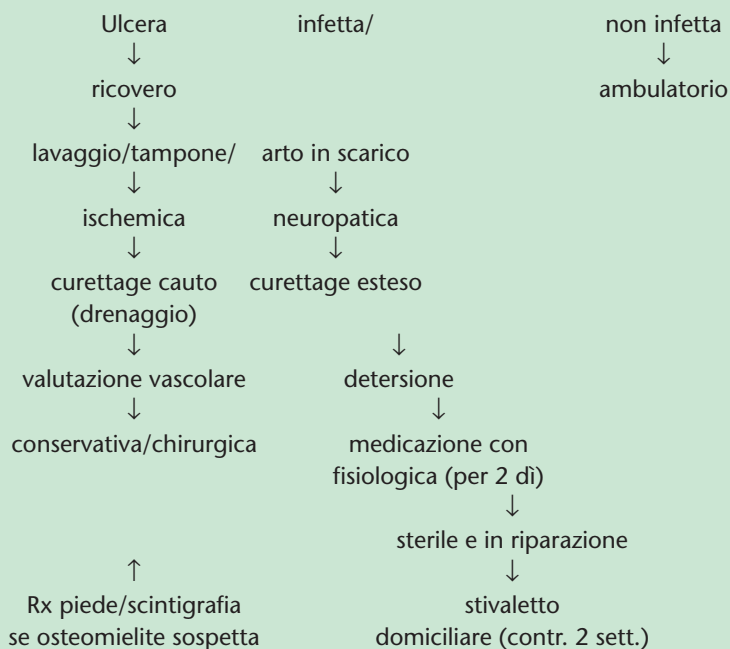 Ulcera infetta/ non infetta
↓ ↓
ricovero ambulatorio
↓
lavaggio/tampone/ arto in scarico
↓ ↓
ischemica neuropatica
↓ ↓
curettage cauto curettage esteso
(drenaggio)
↓ ↓
valutazione vascolare detersione
↓ ↓
conservativa/chirurgica medicazione con
fisiologica (per 2 dì)
↓
sterile e in riparazione
↑ ↓
Rx piede/scintigrafia stivaletto
se osteomielite sospetta domiciliare (contr. 2 sett.)